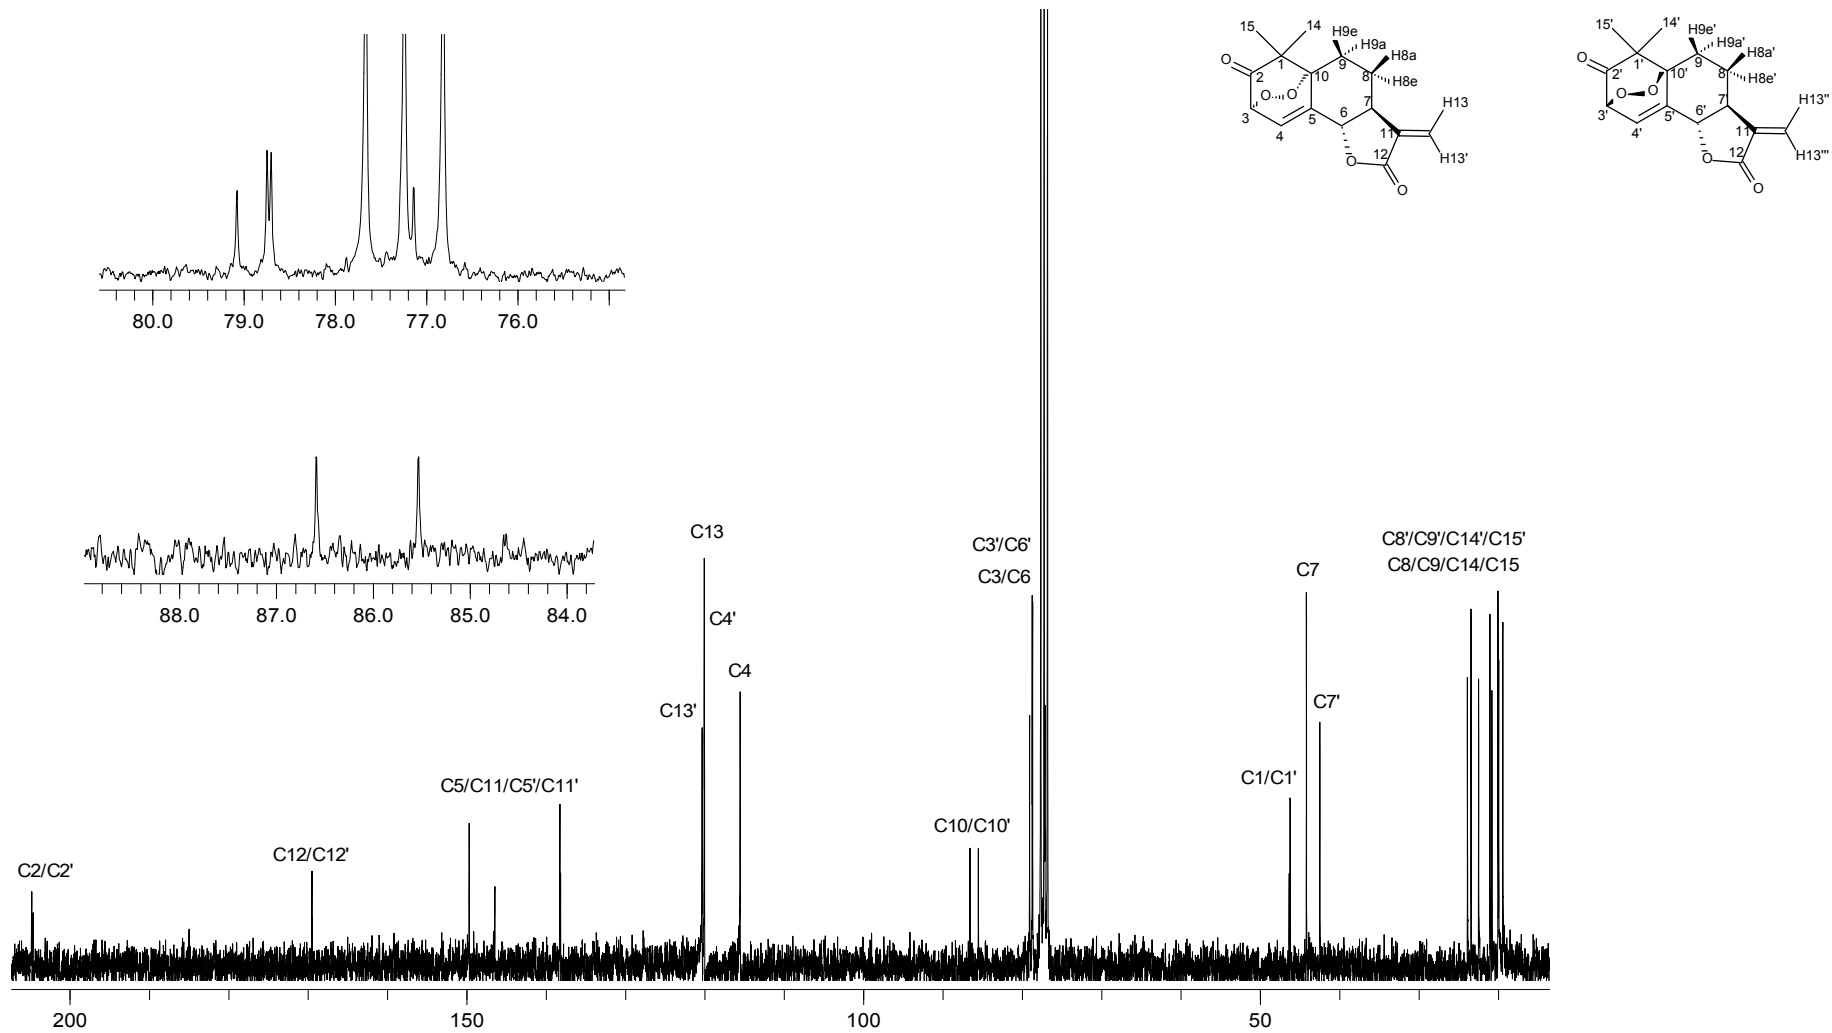 80.0 79.0 78.0 77.0 76.0
15 14 H9e H9a H8a H8e H13 H13'
O 2 1 10 9 8 7 O O 3 4 5 6 11 12 O O
15' 14' H9e' H9a' H8a' H8e' H13'' H13'''
O 2' 1' 10' 9 8 7' O O 3' 4' 5' 6' 11 12 O O
88.0 87.0 86.0 85.0 84.0
C13
C3'/C6'
C3/C6
C8'/C9'/C14'/C15'
C8/C9/C14/C15
C7
C4'
C4
C13'
C7'
C5/C11/C5'/C11'
C1/C1'
C10/C10'
C12/C12'
C2/C2'
200 150 100 50